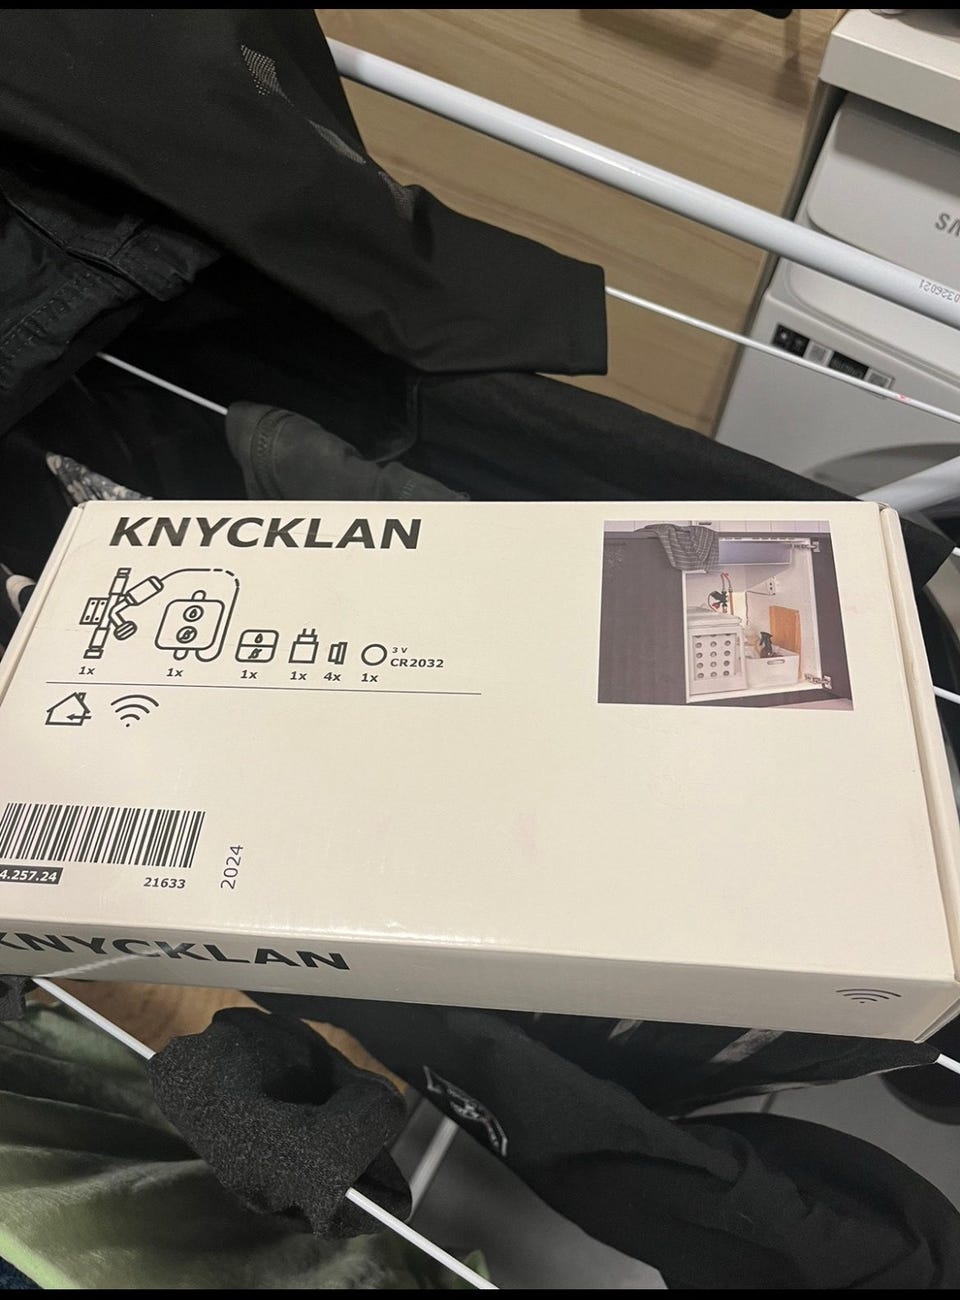 KNYCKLAN
3 V
CR2032
1x
1x
1x
1x
4x
1x
4.257.24
21633
2024
KNYCKLAN